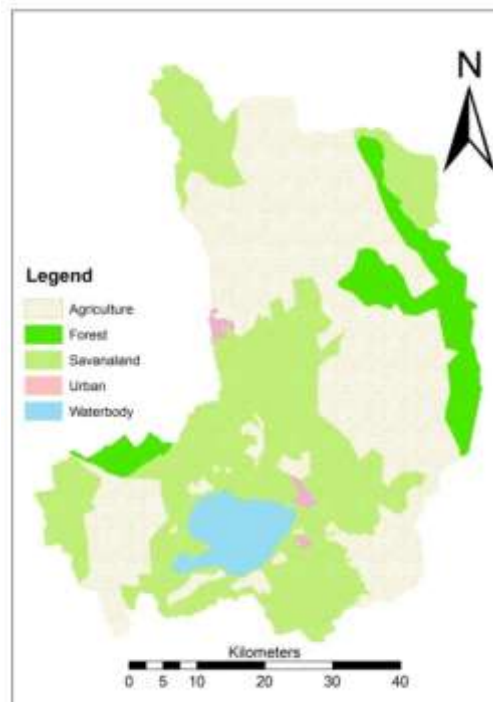 N
Legend
Agriculture
Forest
Savanaland
Urban
Waterbody
Kilometers
0 5 10 20 30 40